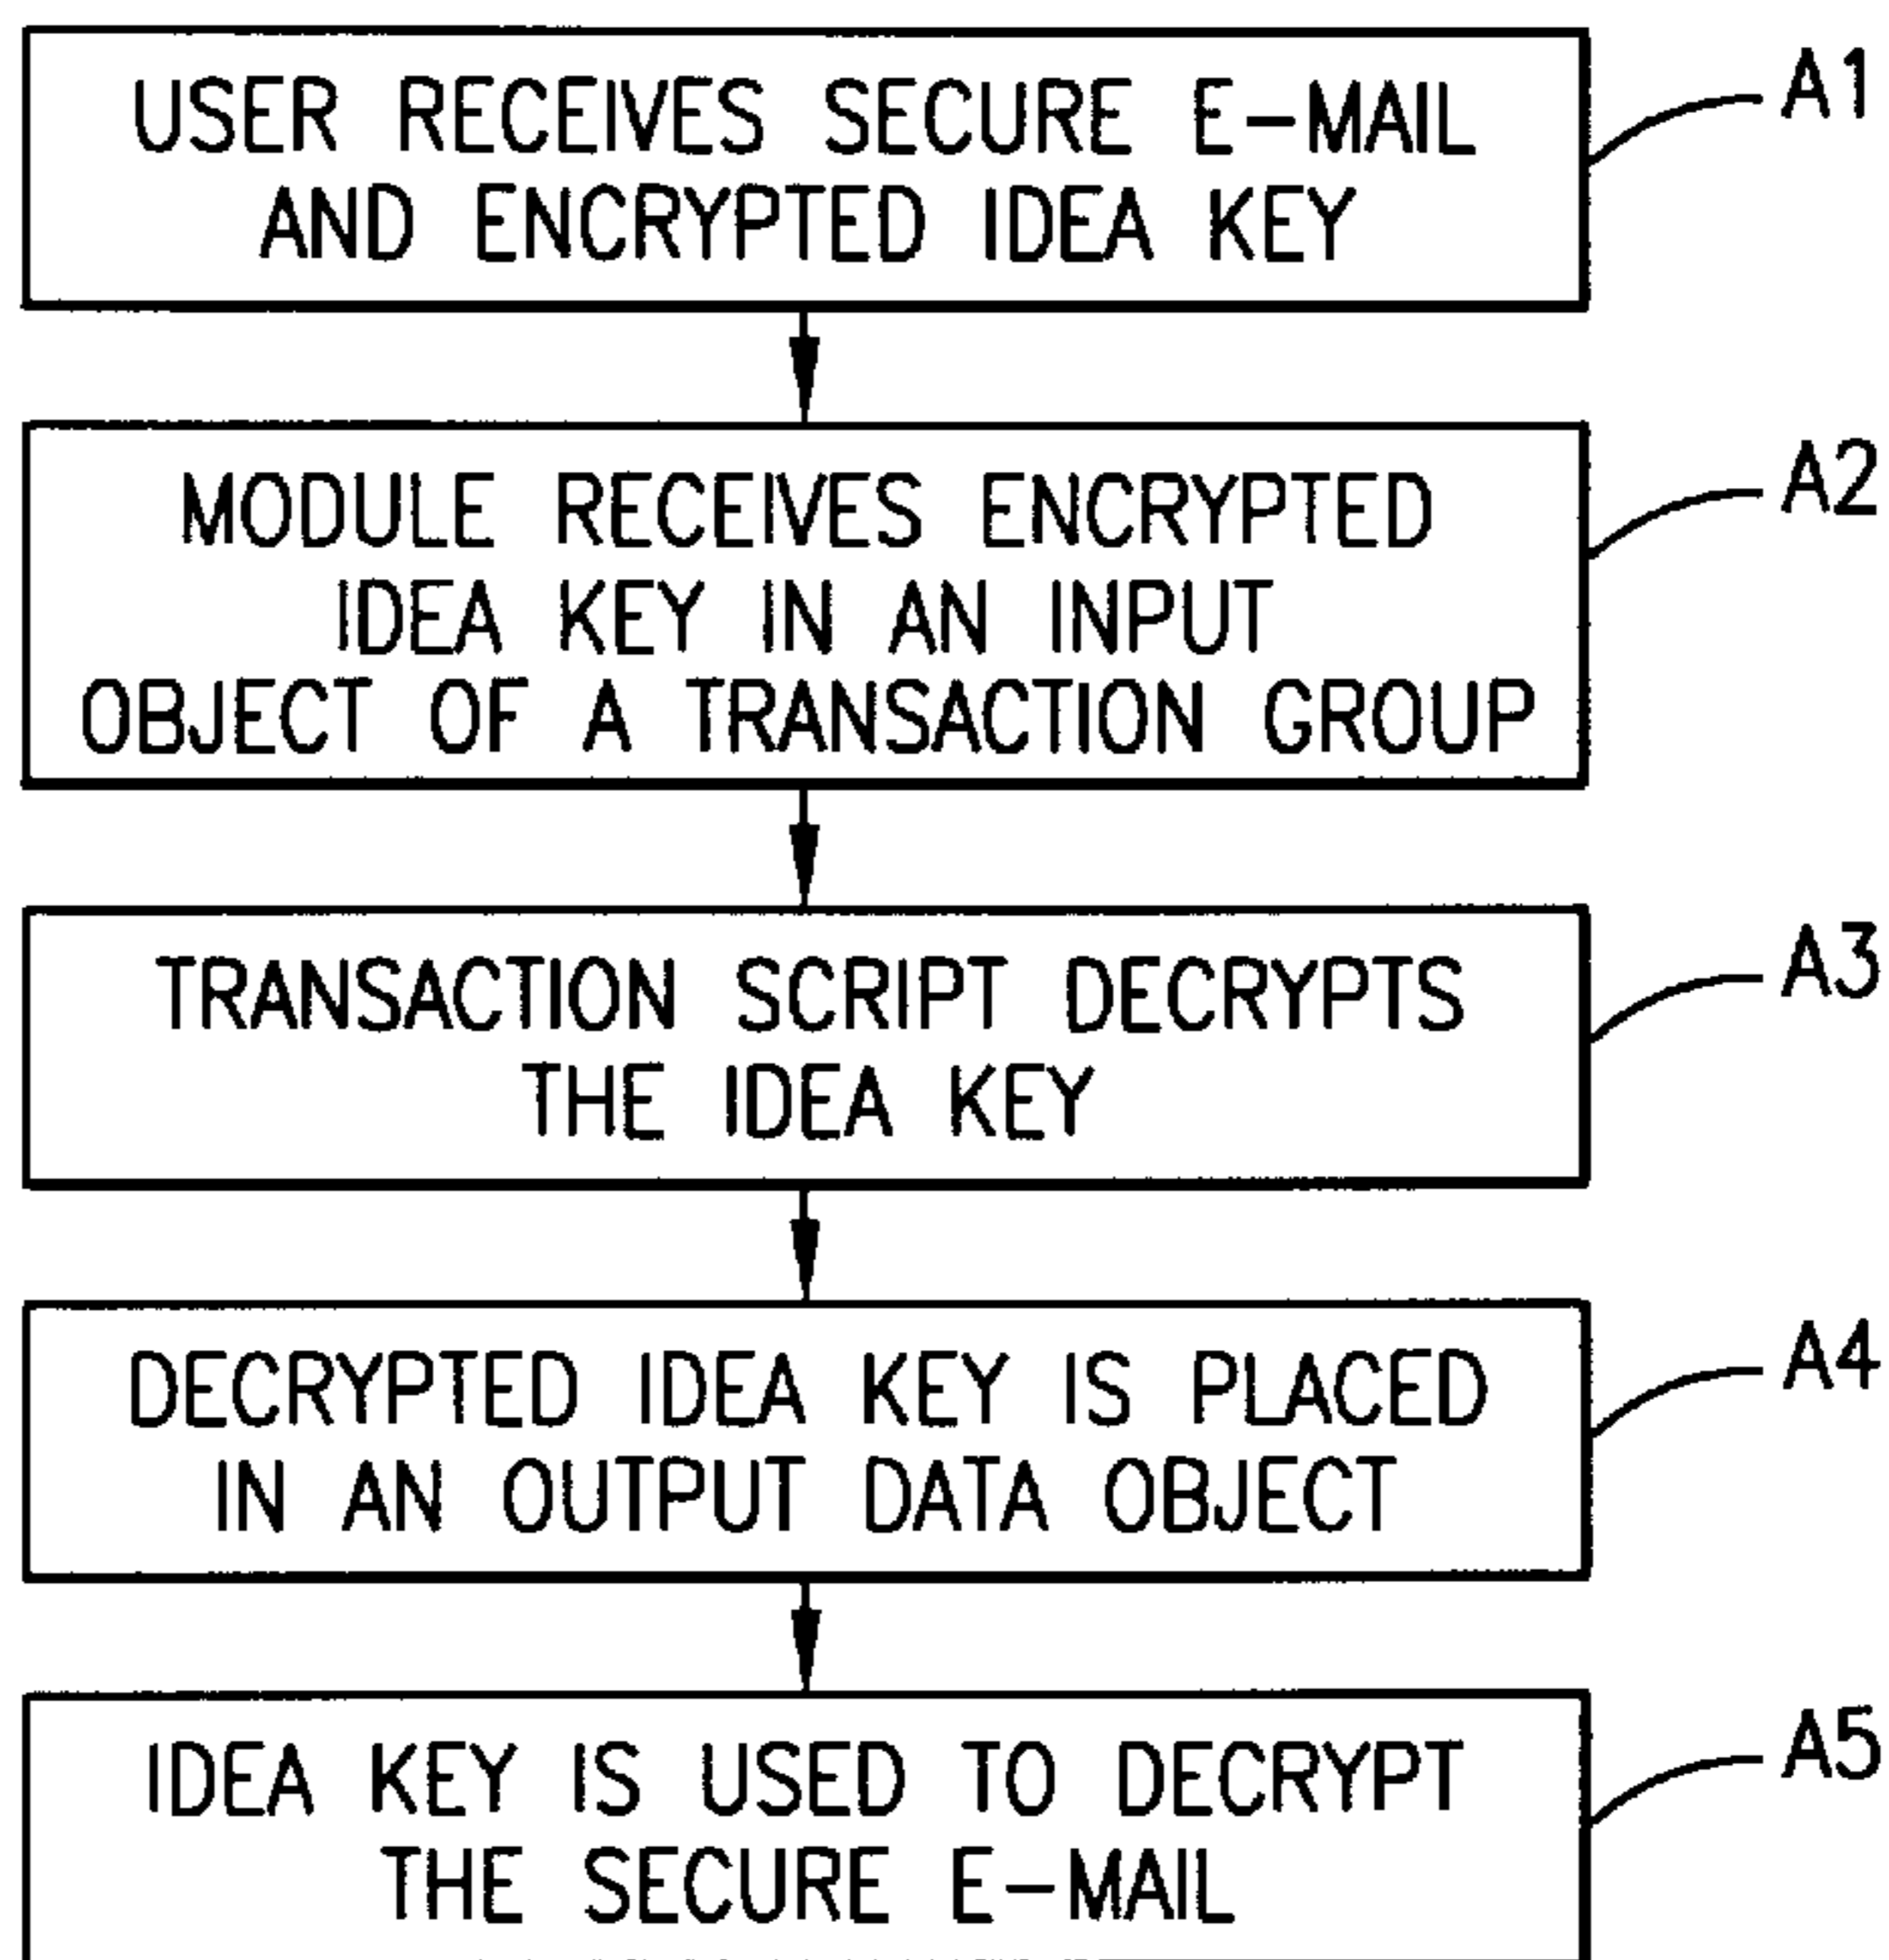 USER RECEIVES SECURE E-MAIL
AND ENCRYPTED IDEA KEY
A1
MODULE RECEIVES ENCRYPTED
IDEA KEY IN AN INPUT
OBJECT OF A TRANSACTION GROUP
A2
TRANSACTION SCRIPT DECRYPTS
THE IDEA KEY
A3
DECRYPTED IDEA KEY IS PLACED
IN AN OUTPUT DATA OBJECT
A4
IDEA KEY IS USED TO DECRYPT
THE SECURE E-MAIL
A5